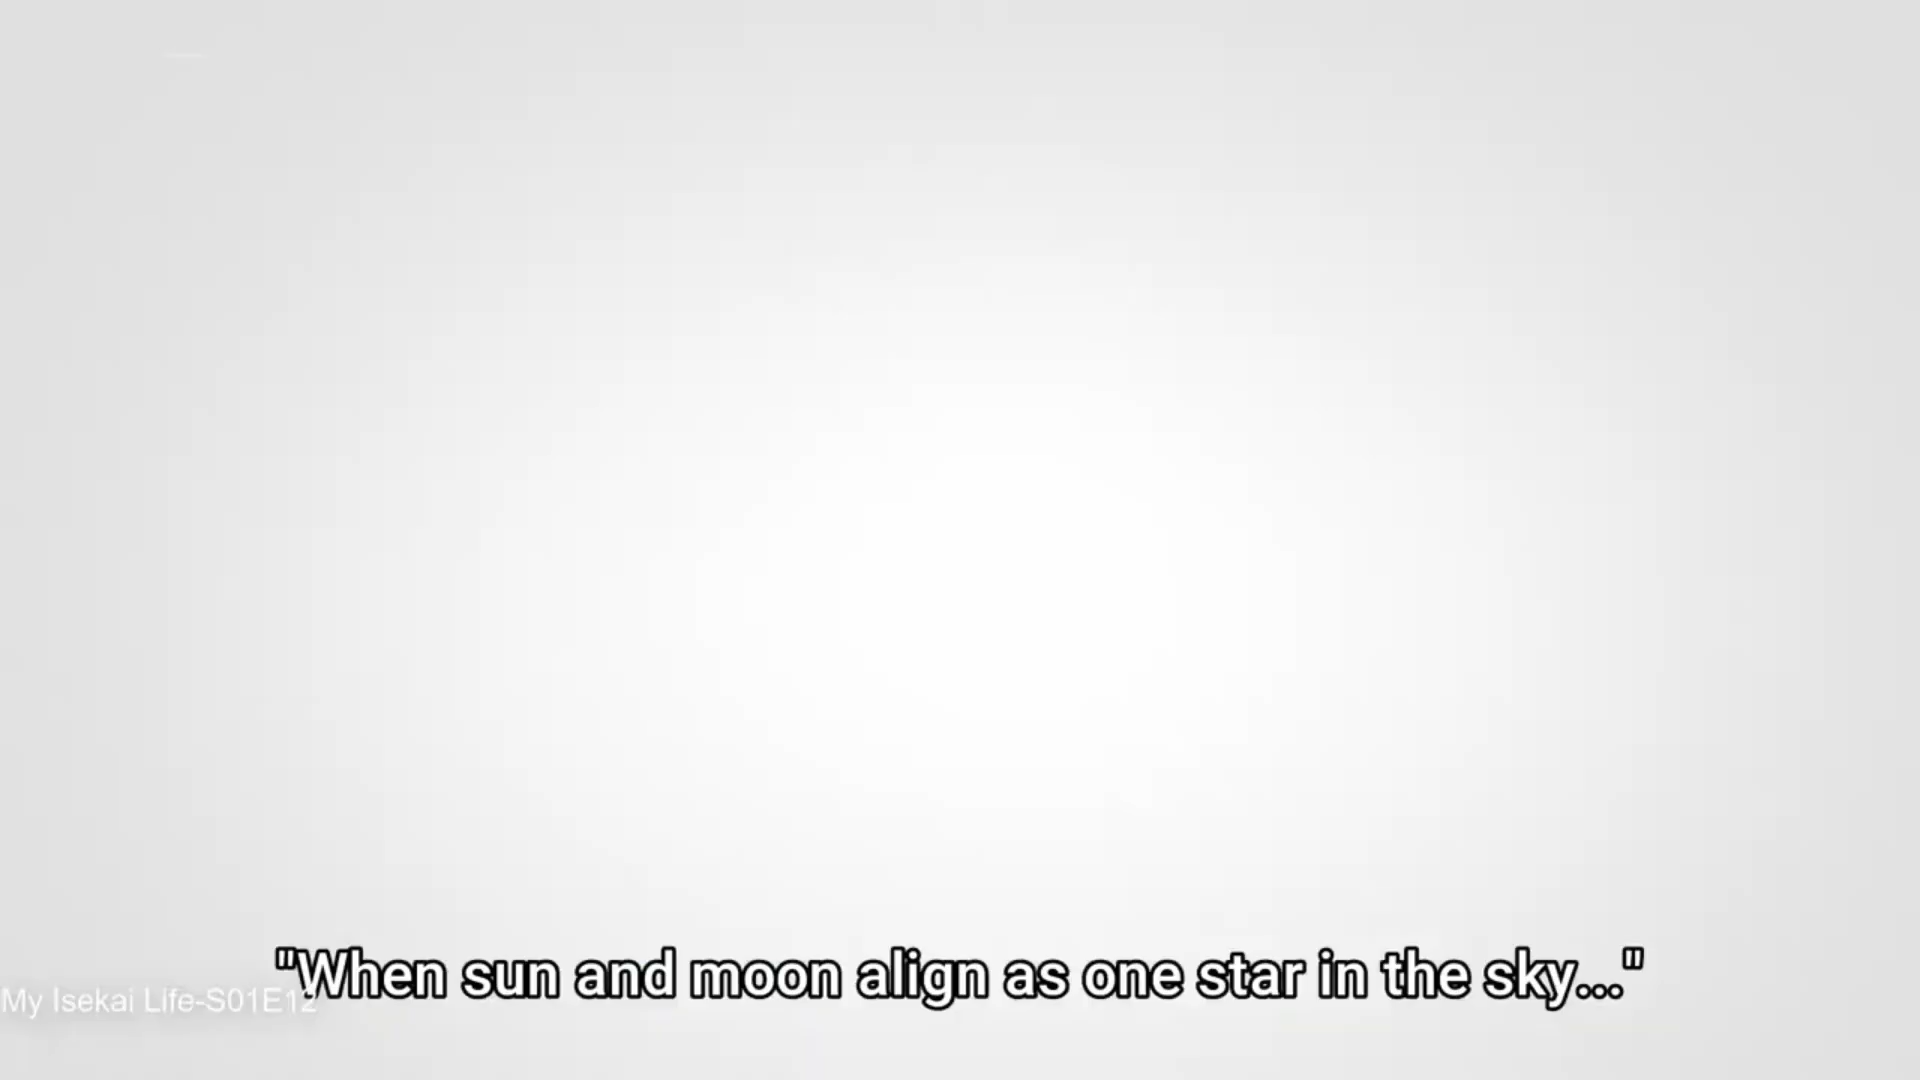 "When sun and moon align as one star in the sky..."
My Isekai Life-S01E12